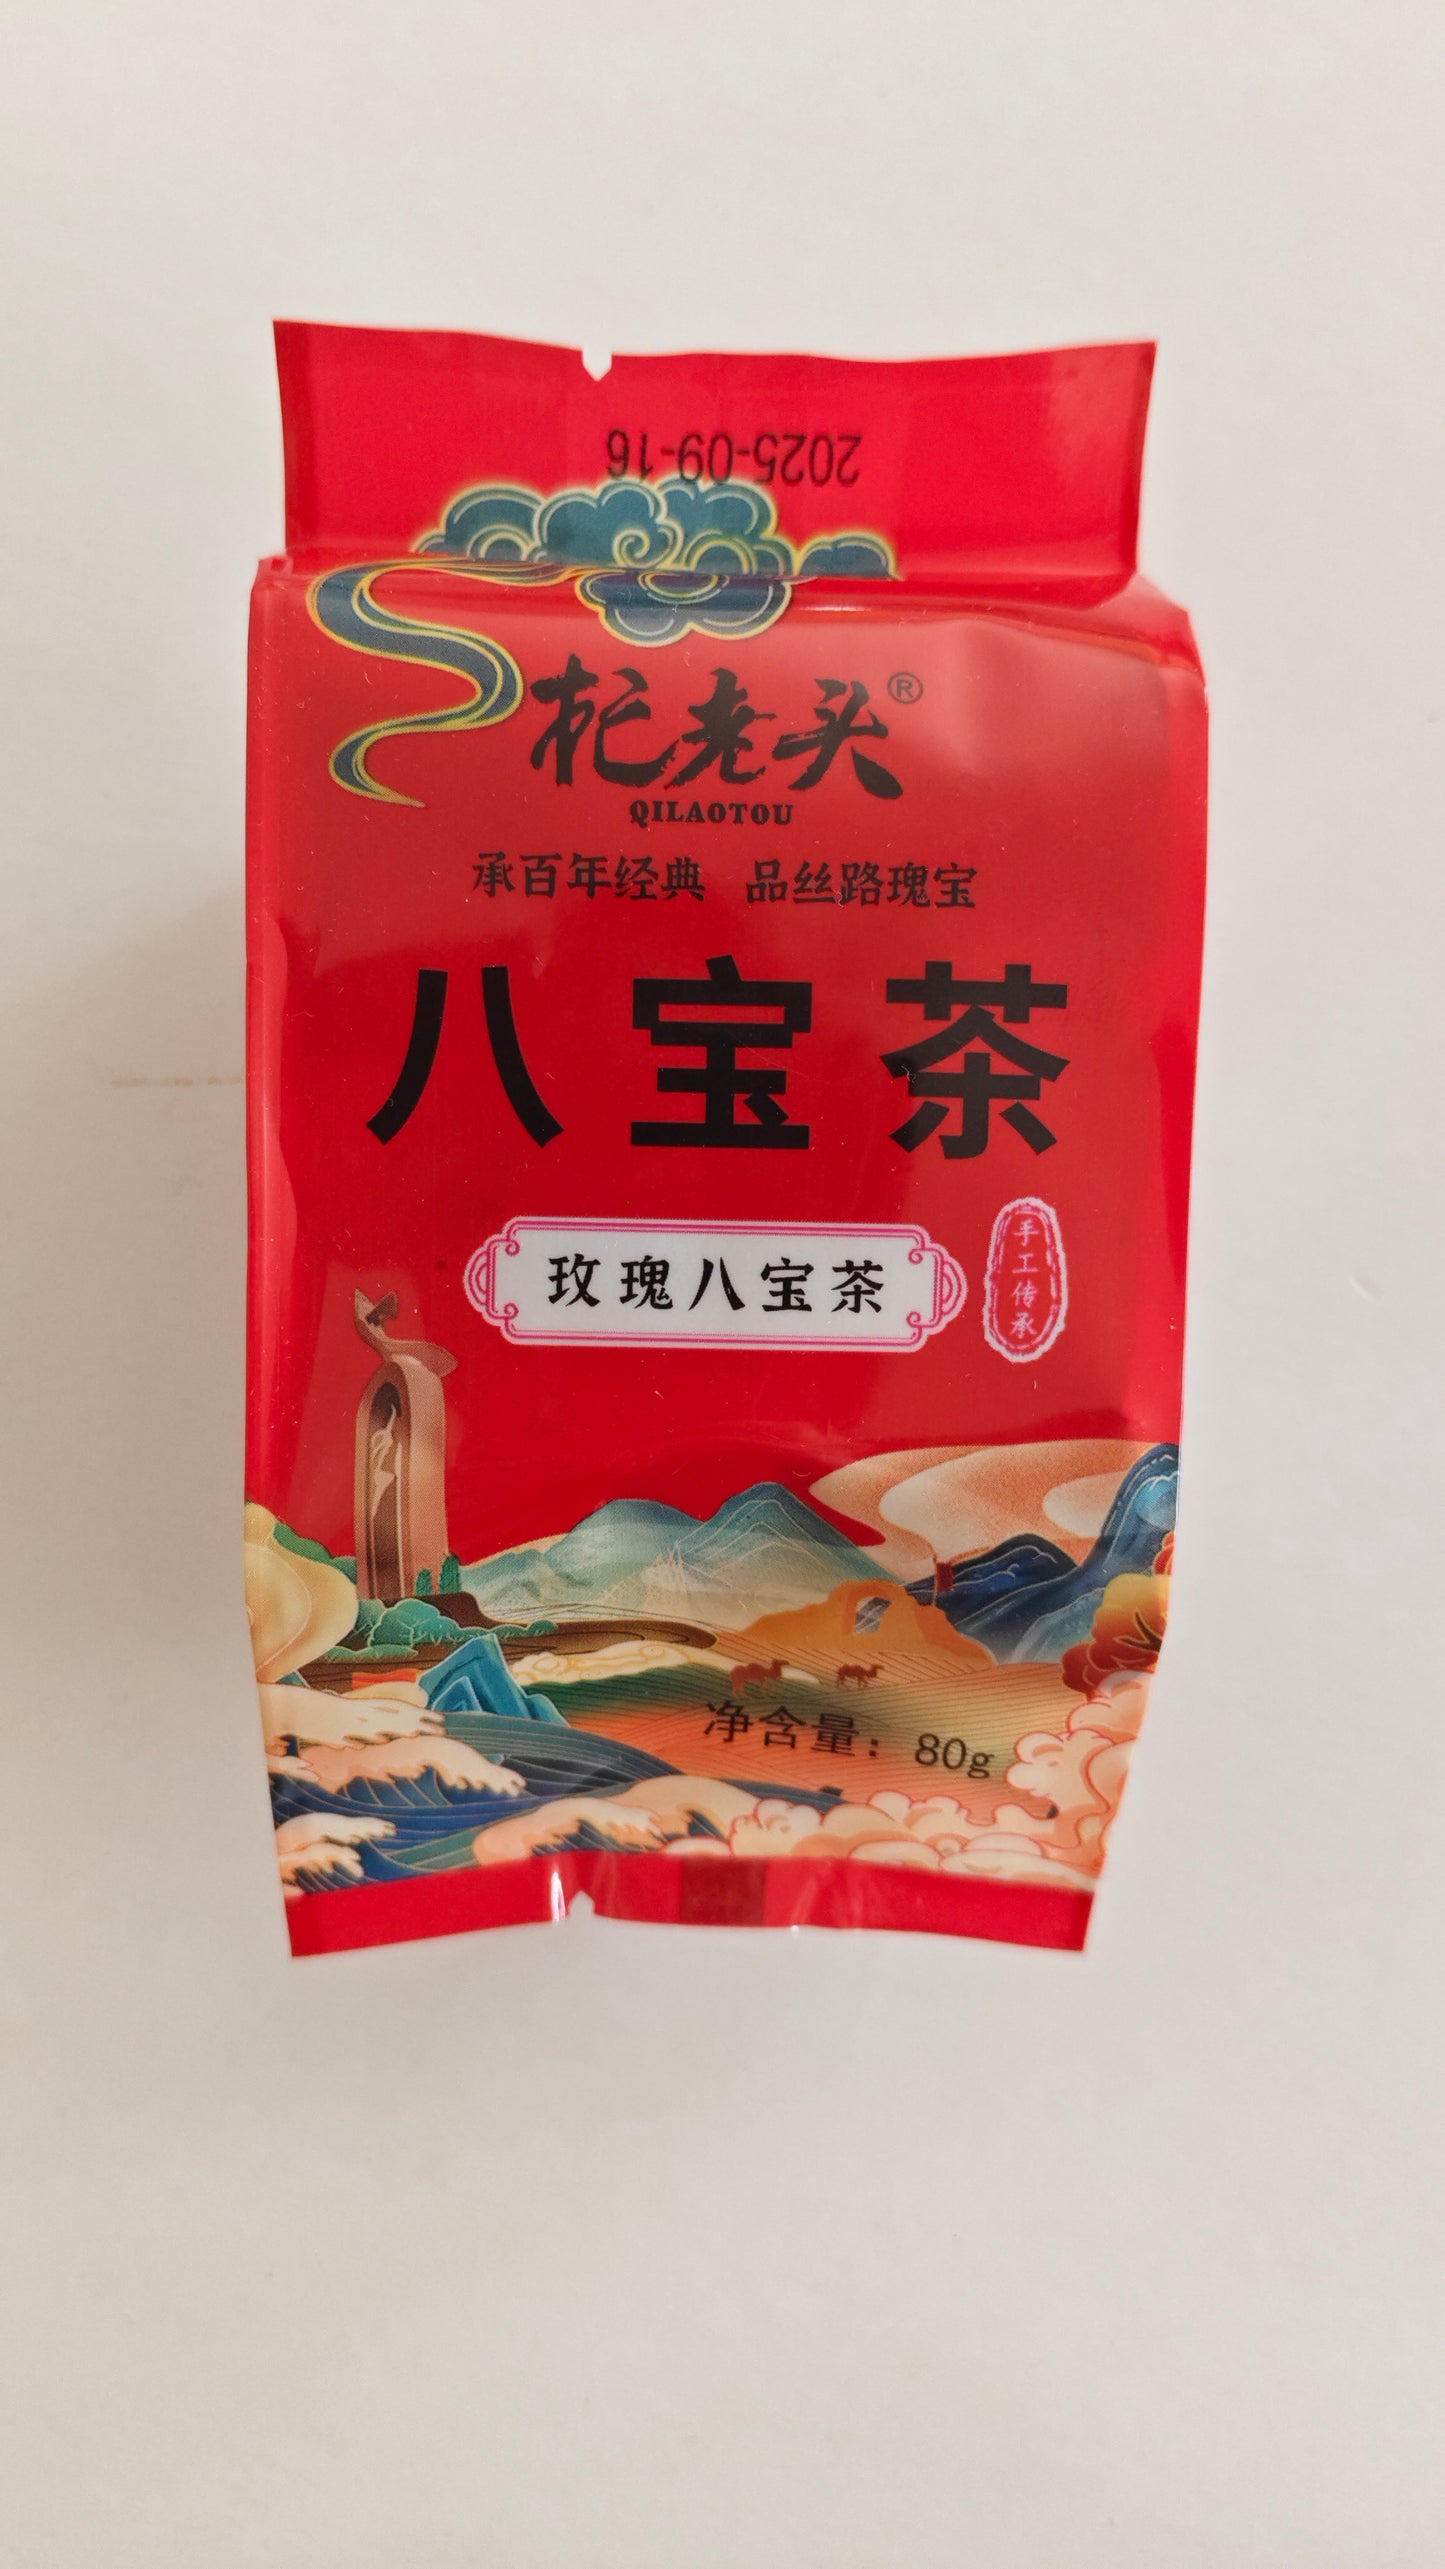 2025-09-16
杞老头®
QILAOTOU
承百年经典 品丝路瑰宝
八宝茶
玫瑰八宝茶
手工传承
净含量：80g